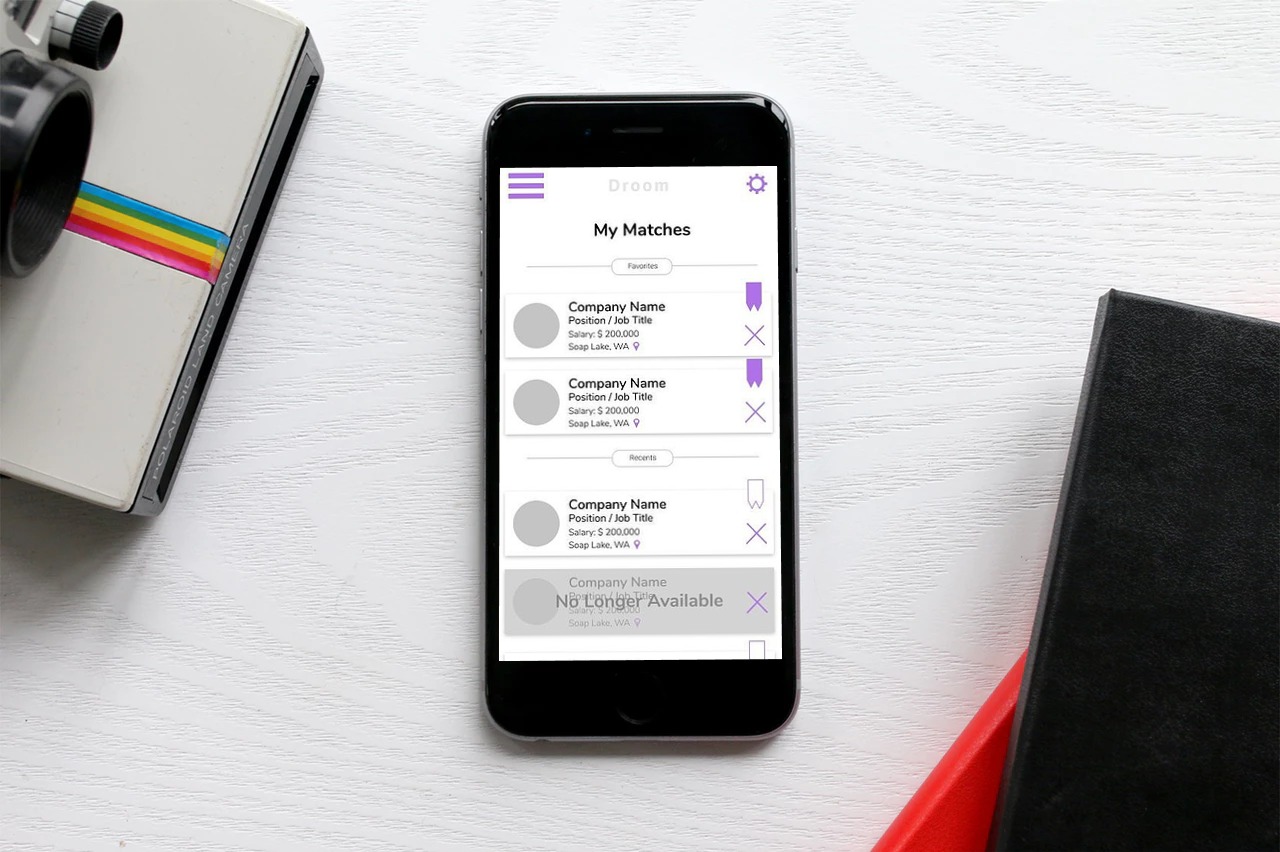 POLAROID LAND CAMERA
Droom
My Matches
Favorites
Company Name
Position / Job Title
Salary: $ 200,000
Soap Lake, WA
Company Name
Position / Job Title
Salary: $ 200,000
Soap Lake, WA
Recents
Company Name
Position / Job Title
Salary: $ 200,000
Soap Lake, WA
Company Name
Position / Job Title
No Longer Available
Salary: $ 200,000
Soap Lake, WA